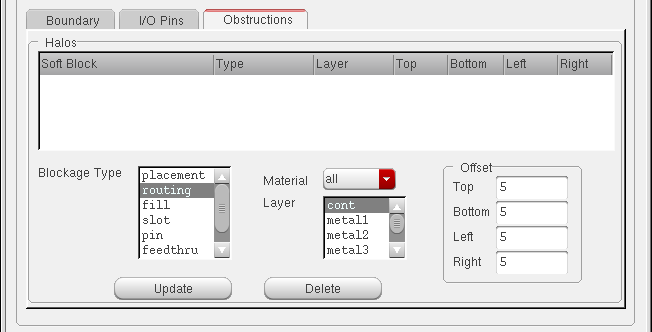 Boundary I/O Pins Obstructions
Halos
Soft Block Type Layer Top Bottom Left Right
Blockage Type
placement
routing
fill
slot
pin
feedthru
Material all
Layer
cont
metal1
metal2
metal3
Offset
Top 5
Bottom 5
Left 5
Right 5
Update Delete